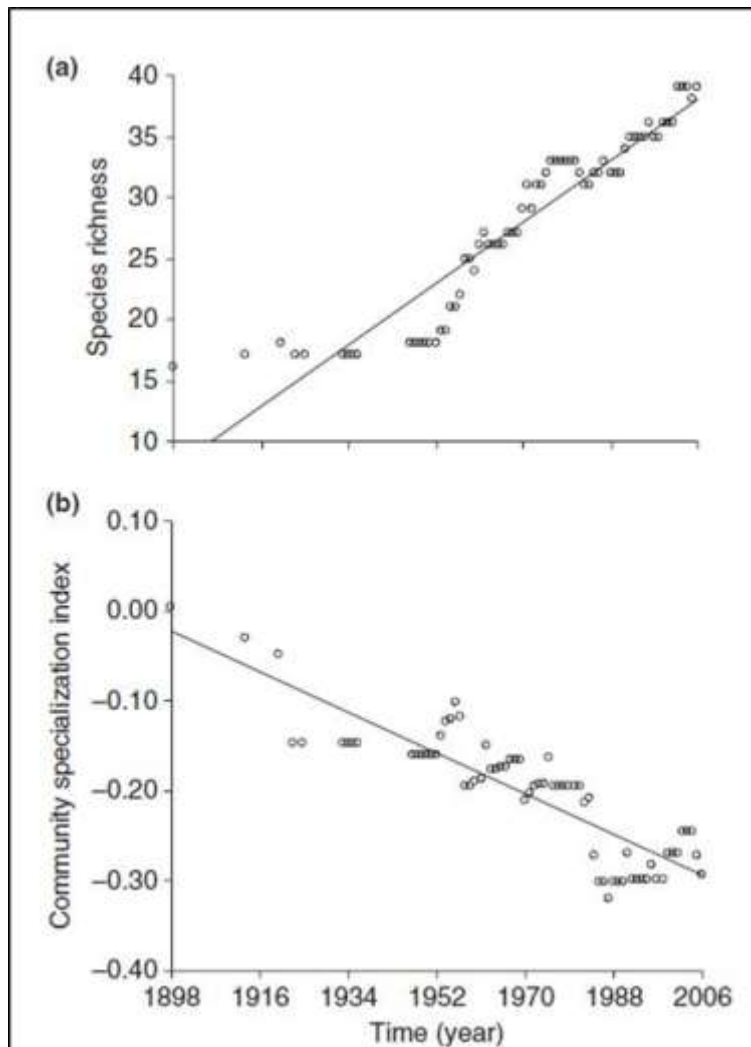 (a)
40
35
30
25
20
15
10
Species richness
(b)
0.10
0.00
−0.10
−0.20
−0.30
−0.40
Community specialization index
1898 1916 1934 1952 1970 1988 2006
Time (year)